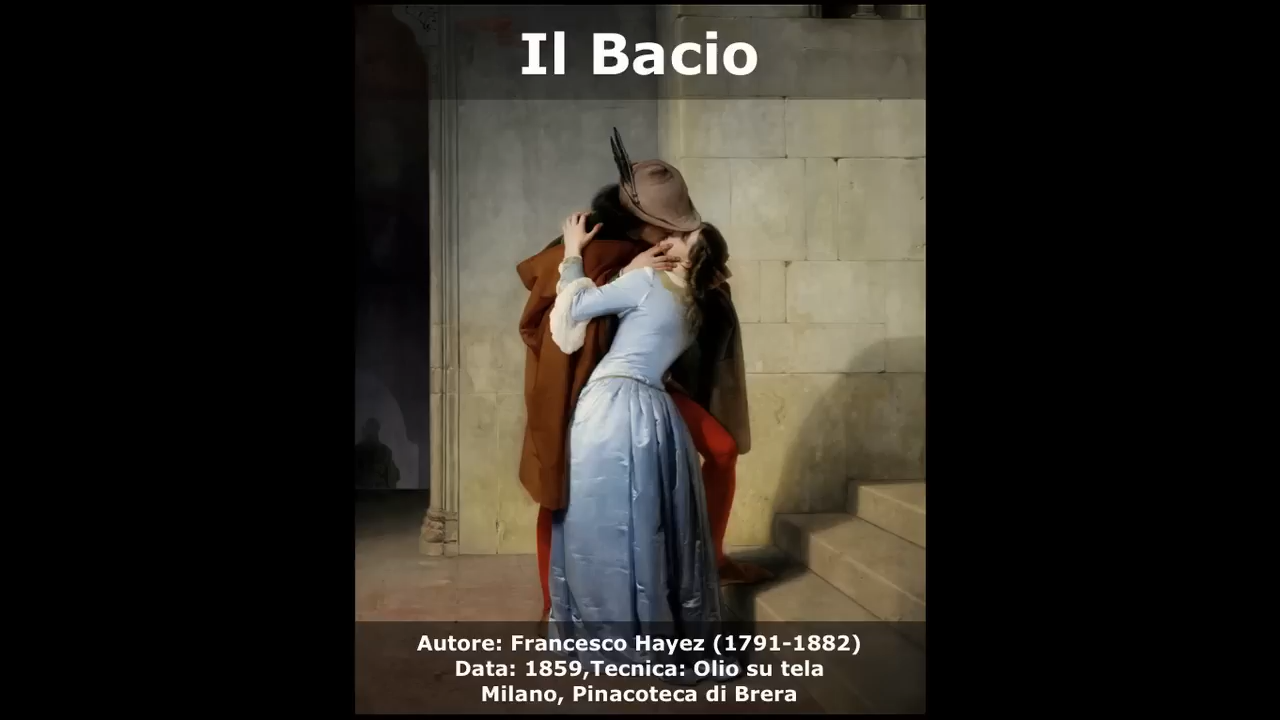 Il Bacio
Autore: Francesco Hayez (1791-1882)
Data: 1859,Tecnica: Olio su tela
Milano, Pinacoteca di Brera